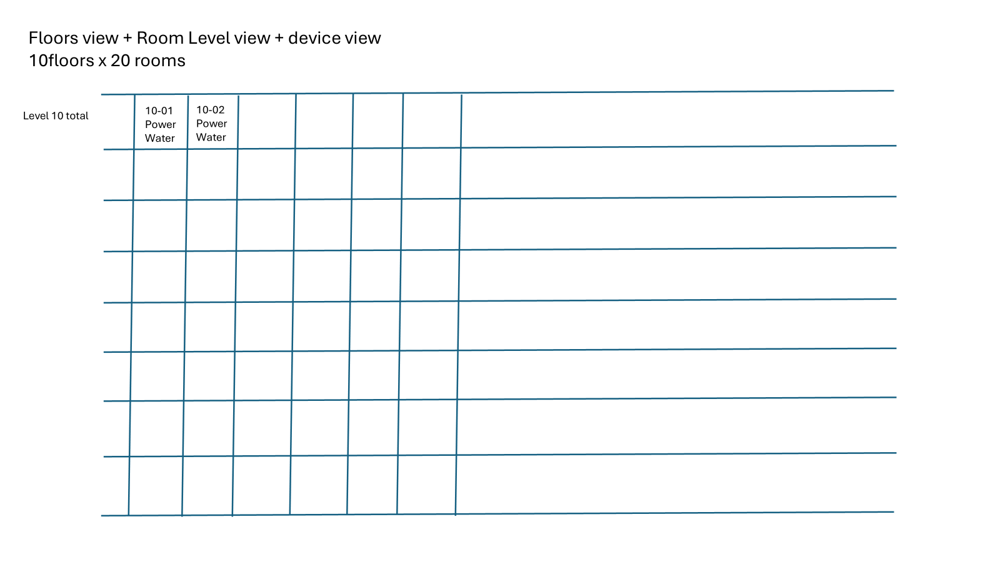 Floors view + Room Level view + device view
10floors x 20 rooms
Level 10 total
10-01
Power
Water
10-02
Power
Water